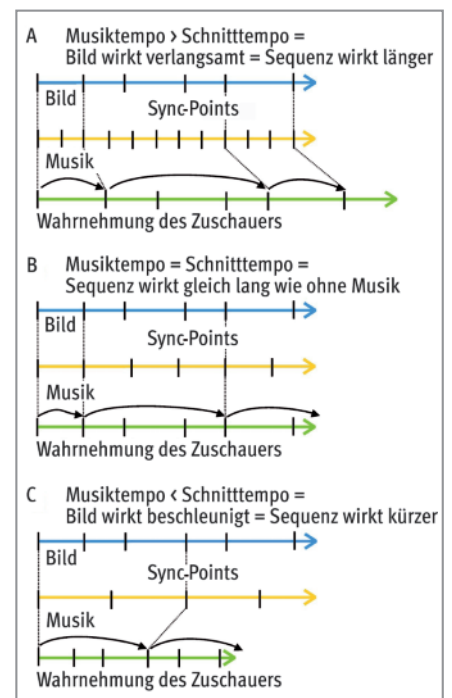 A Musiktempo > Schnitttempo =
Bild wirkt verlangsamt = Sequenz wirkt länger
Bild
Sync-Points
Musik
Wahrnehmung des Zuschauers
B Musiktempo = Schnitttempo =
Sequenz wirkt gleich lang wie ohne Musik
Bild
Sync-Points
Musik
Wahrnehmung des Zuschauers
C Musiktempo < Schnitttempo =
Bild wirkt beschleunigt = Sequenz wirkt kürzer
Bild
Sync-Points
Musik
Wahrnehmung des Zuschauers